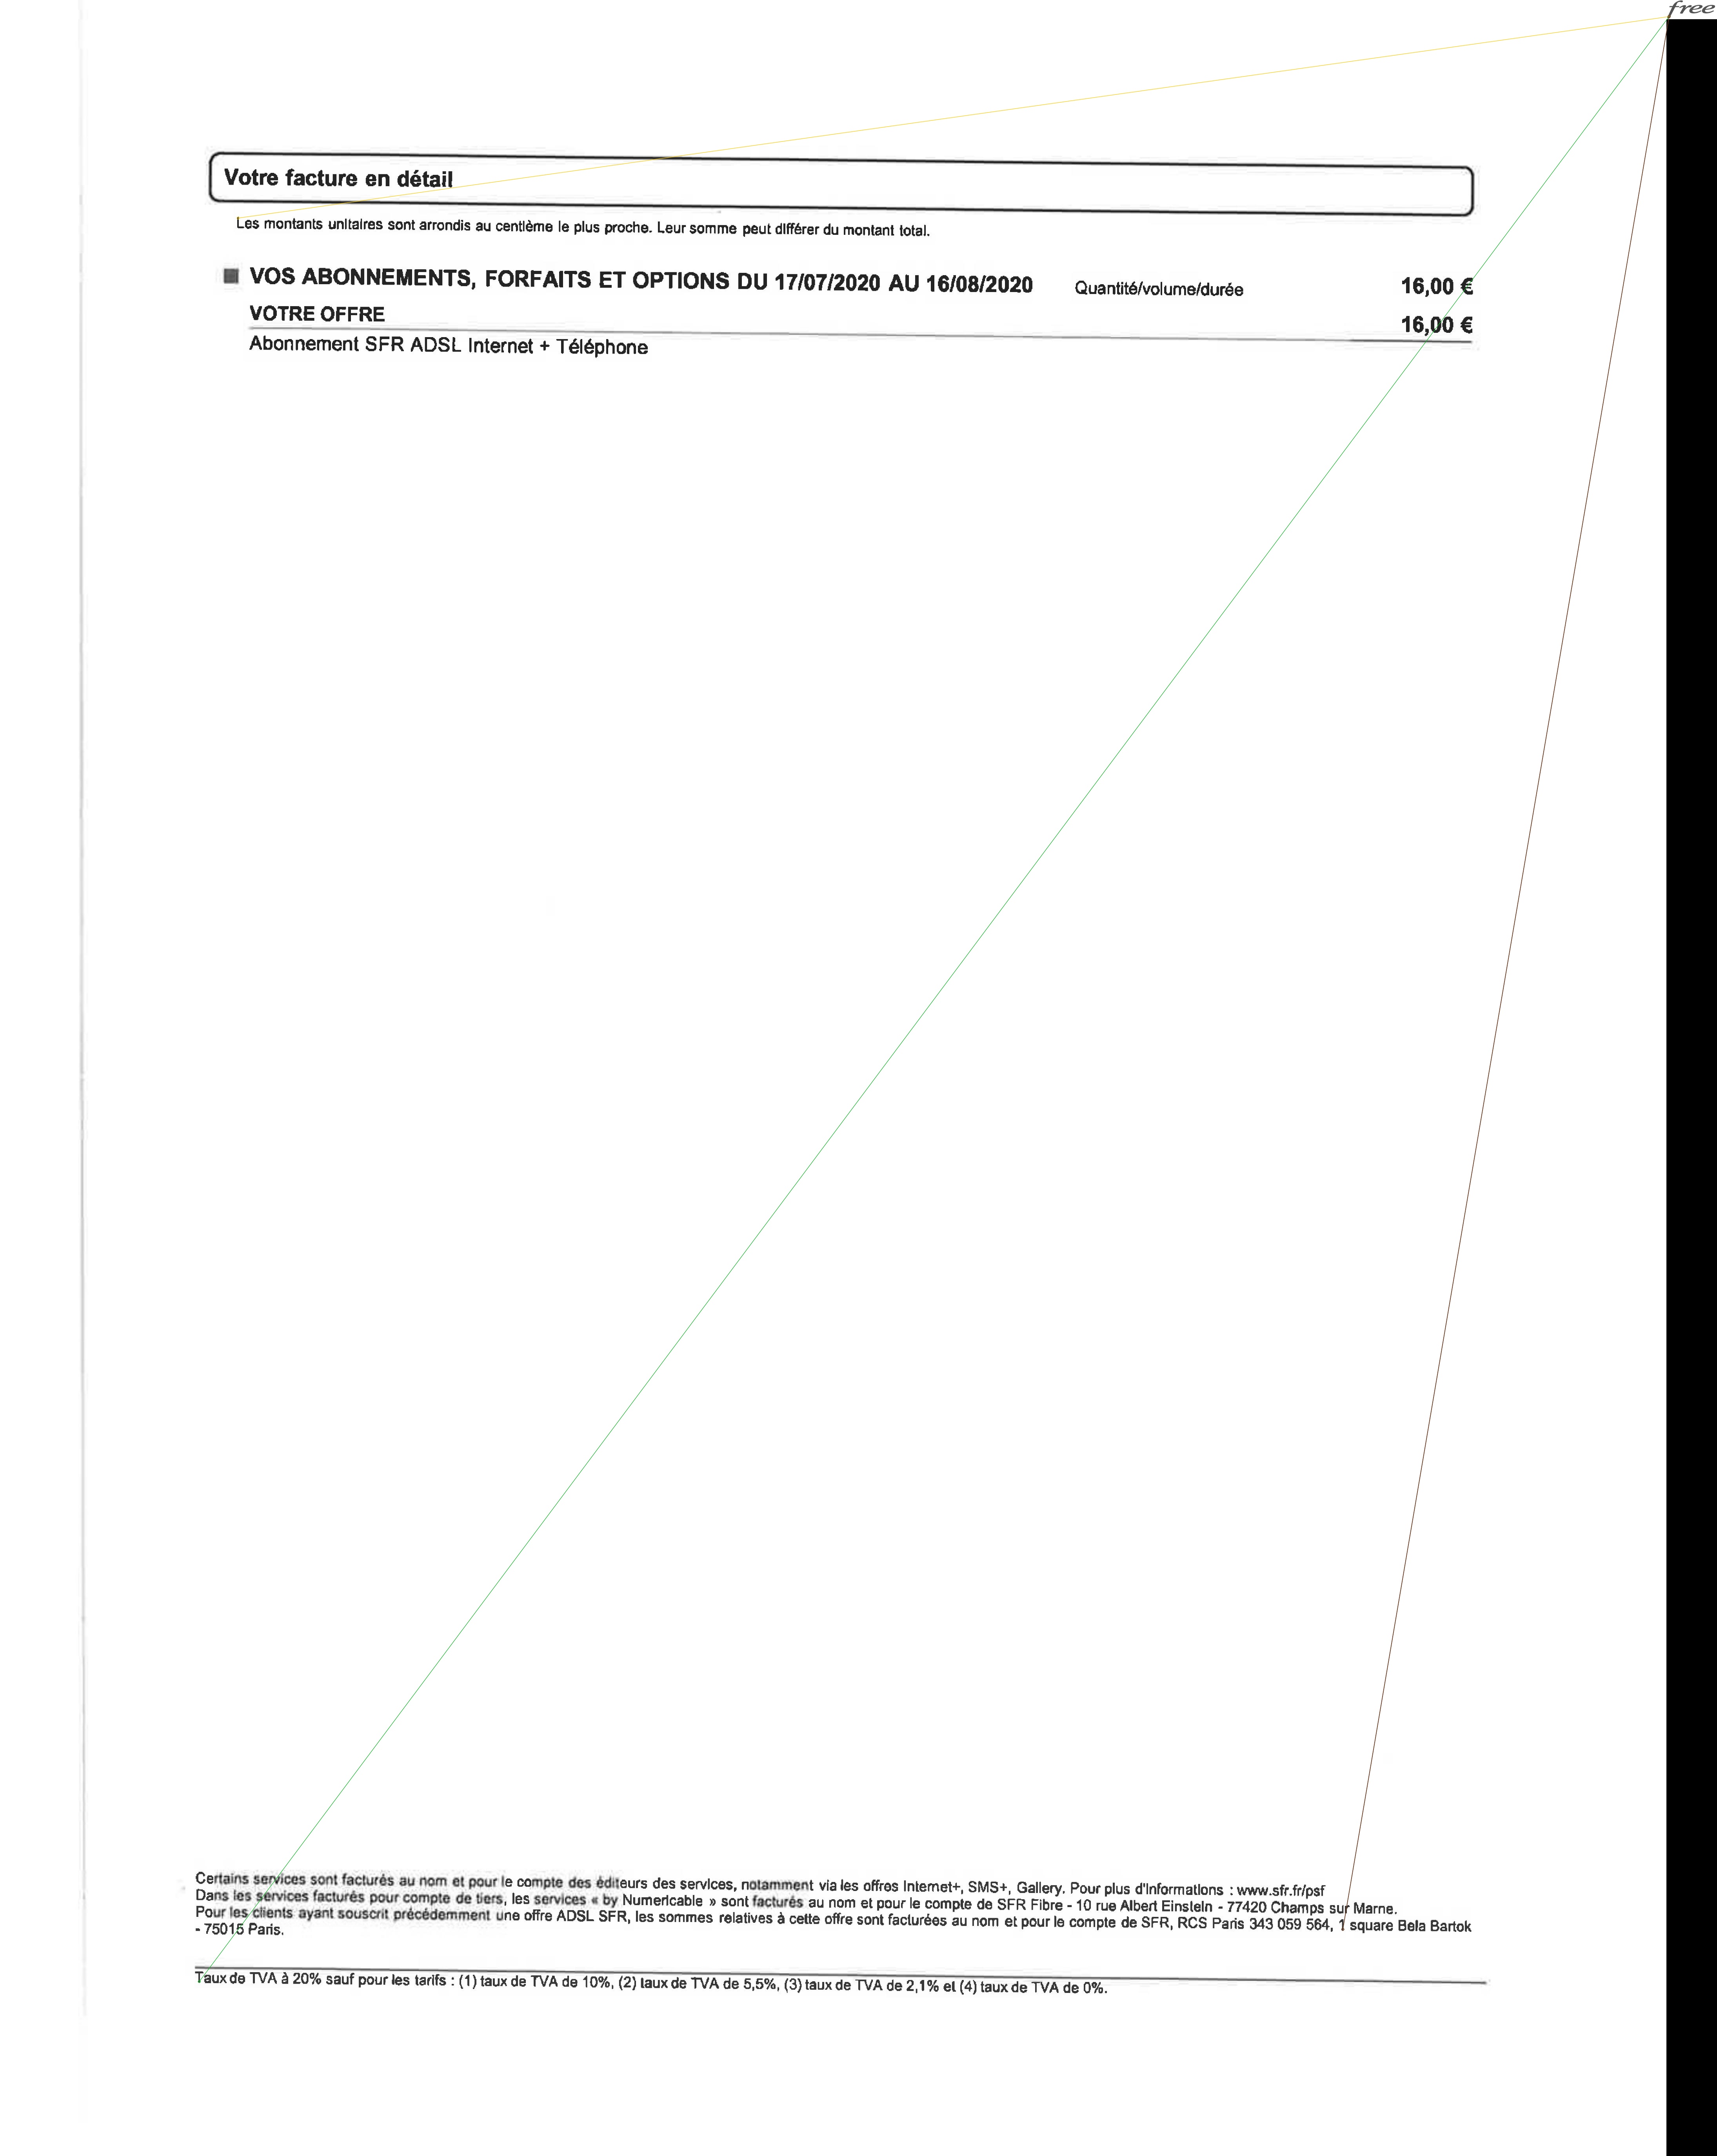 free
Votre facture en détail
Les montants unitaires sont arrondis au centième le plus proche. Leur somme peut différer du montant total.
VOS ABONNEMENTS, FORFAITS ET OPTIONS DU 17/07/2020 AU 16/08/2020 Quantité/volume/durée 16,00 €
VOTRE OFFRE 16,00 €
Abonnement SFR ADSL Internet + Téléphone
Certains services sont facturés au nom et pour le compte des éditeurs des services, notamment via les offres Internet+, SMS+, Gallery. Pour plus d'informations : www.sfr.fr/psf
Dans les services facturés pour compte de tiers, les services « by Numericable » sont facturés au nom et pour le compte de SFR Fibre - 10 rue Albert Einstein - 77420 Champs sur Marne.
Pour les clients ayant souscrit précédemment une offre ADSL SFR, les sommes relatives à cette offre sont facturées au nom et pour le compte de SFR, RCS Paris 343 059 564, 1 square Bela Bartok
- 75015 Paris.
Taux de TVA à 20% sauf pour les tarifs : (1) taux de TVA de 10%, (2) taux de TVA de 5,5%, (3) taux de TVA de 2,1% et (4) taux de TVA de 0%.